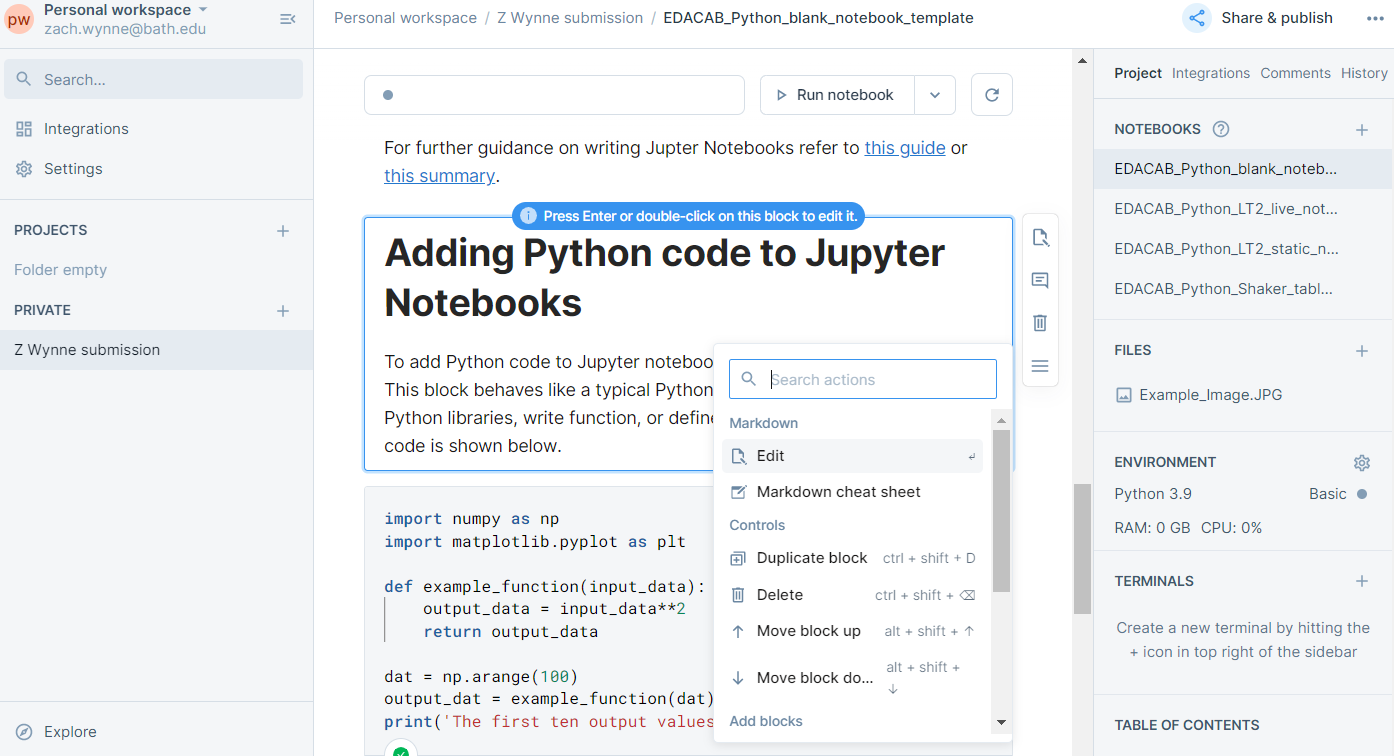 pw
Personal workspace
zach.wynne@bath.edu
Search...
Integrations
Settings
PROJECTS
Folder empty
PRIVATE
Z Wynne submission
Explore
Personal workspace / Z Wynne submission / EDACAB_Python_blank_notebook_template
Share & publish
Run notebook
For further guidance on writing Jupter Notebooks refer to this guide or
this summary.
Press Enter or double-click on this block to edit it.
Adding Python code to Jupyter
Notebooks
To add Python code to Jupyter noteboo
This block behaves like a typical Python
Python libraries, write function, or define
code is shown below.
import numpy as np
import matplotlib.pyplot as plt
def example_function(input_data):
output_data = input_data**2
return output_data
dat = np.arange(100)
output_dat = example_function(dat)
print('The first ten output values
Search actions
Markdown
Edit
Markdown cheat sheet
Controls
Duplicate block ctrl + shift + D
Delete ctrl + shift + ⌫
Move block up alt + shift + ↑
Move block do... alt + shift +
↓
Add blocks
Project Integrations Comments History
NOTEBOOKS
EDACAB_Python_blank_noteb...
EDACAB_Python_LT2_live_not...
EDACAB_Python_LT2_static_n...
EDACAB_Python_Shaker_tabl...
FILES
Example_Image.JPG
ENVIRONMENT
Python 3.9 Basic
RAM: 0 GB CPU: 0%
TERMINALS
Create a new terminal by hitting the
+ icon in top right of the sidebar
TABLE OF CONTENTS